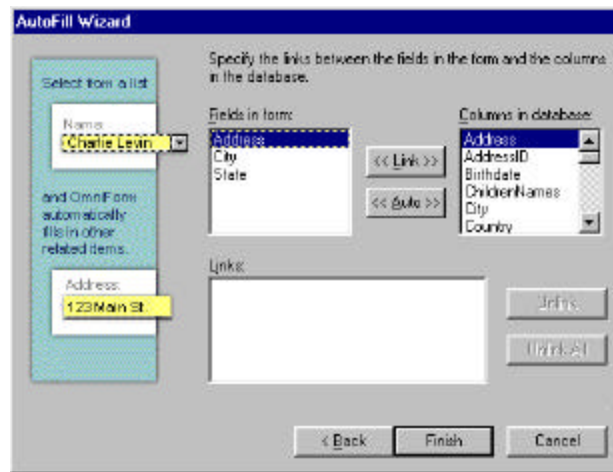 AutoFill Wizard
Select from a list
Name:
Charlie Levin
and OmniForm
automatically
fills in other
related items.
Address:
123 Main St.
Specify the links between the fields in the form and the columns
in the database.
Fields in form:
Address
City
State
<< Link >>
<< Auto >>
Columns in database:
Address
AddressID
Birthdate
ChildrenNames
City
Country
Links:
Unlink
Unlink All
< Back
Finish
Cancel